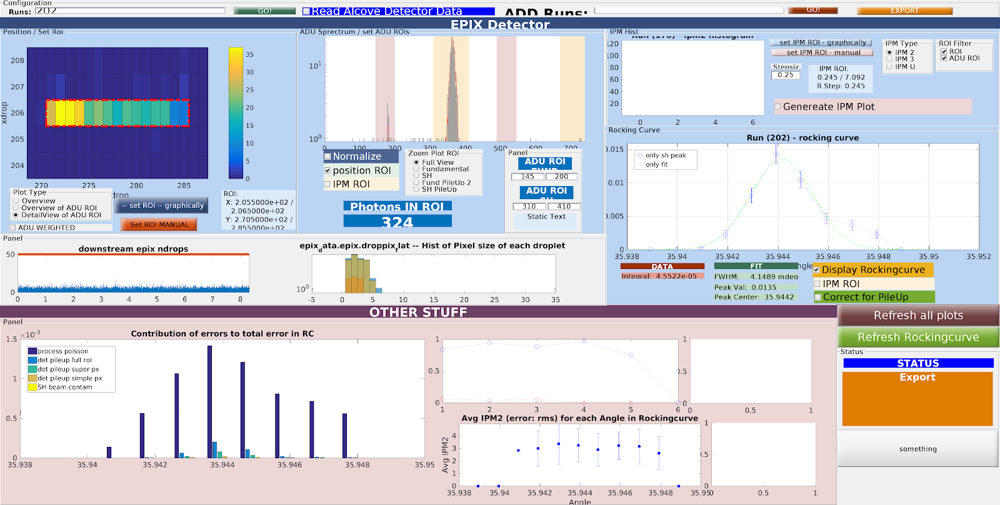 Configuration
Runs: 202 GO! Read Alcove Detector Data ADD Runs: GO! EXPORT
EPIX Detector
Position / Set Roi
208
207
206
205
204
xdrop
270 275 280 285
drop
35
30
25
20
15
10
5
0
Plot Type
Overview
Overview of ADU ROI
DetailView of ADU ROI
ADU WEIGHTED
-- set ROI -- graphically
Set ROI MANUAL
ROI:
X: 2.055000e+02 /
2.065000e+02
Y: 2.705000e+02 /
2.855000e+02
ADU Spectrum / set ADU ROIs
10^1
10^0
0 100 200 300 400 500 600 700
Normalize
position ROI
IPM ROI
Zoom Plot ROI
Full View
Fundamental
SH
Fund PileUp 2
SH PileUp
Panel
ADU ROI
FUND
145 200
ADU ROI
SH
310 410
Static Text
Photons IN ROI
324
IPM Hist
Run (176) - ipm2 histogram
120
100
80
60
40
20
0 2 4 6
set IPM ROI - graphically
set IPM ROI - manual
Stepsiz
0.25
IPM ROI:
0.245 / 7.092
R Step: 0.245
IPM Type
IPM 2
IPM 3
IPM U
ROI Filter
ROI
ADU ROI
Genereate IPM Plot
Rocking Curve
Run (202) - rocking curve
0.015
0.01
0.005
0
only sh peak
only fit
35.938 35.94 35.942 35.944 35.946 35.948 35.95 35.952
ngle
DATA
Integral: 4.5522e-05
FIT
FWHM: 4.1489 mdeg
Peak Val: 0.0135
Peak Center: 35.9442
Display Rockingcurve
IPM ROI
Correct for PileUp
Panel
downstream epix ndrops
50
0
0 1 2 3 4 5 6 7 8
epix_data.epix.droppix_flat -- Hist of Pixel size of each droplet
10^0
-5 0 5 10 15 20 25 30 35
OTHER STUFF
Panel
Contribution of errors to total error in RC
×10^-3
1.5
1
0.5
0
process poisson
det pileup full roi
det pileup super px
det pileup simple px
SH beam contam
35.938 35.94 35.942 35.944 35.946 35.948 35.95
1
0.5
0
1 2 3 4 5 6
1
0.5
0
0 0.5 1
Avg IPM2 (error: rms) for each Angle in Rockingcurve
Avg IPM2
4
3
2
1
0
35.938 35.94 35.942 35.944 35.946 35.948 35.95
Angle
1
0.5
0
0 0.5 1
Refresh all plots
Refresh Rockingcurve
Status
STATUS
Export
something